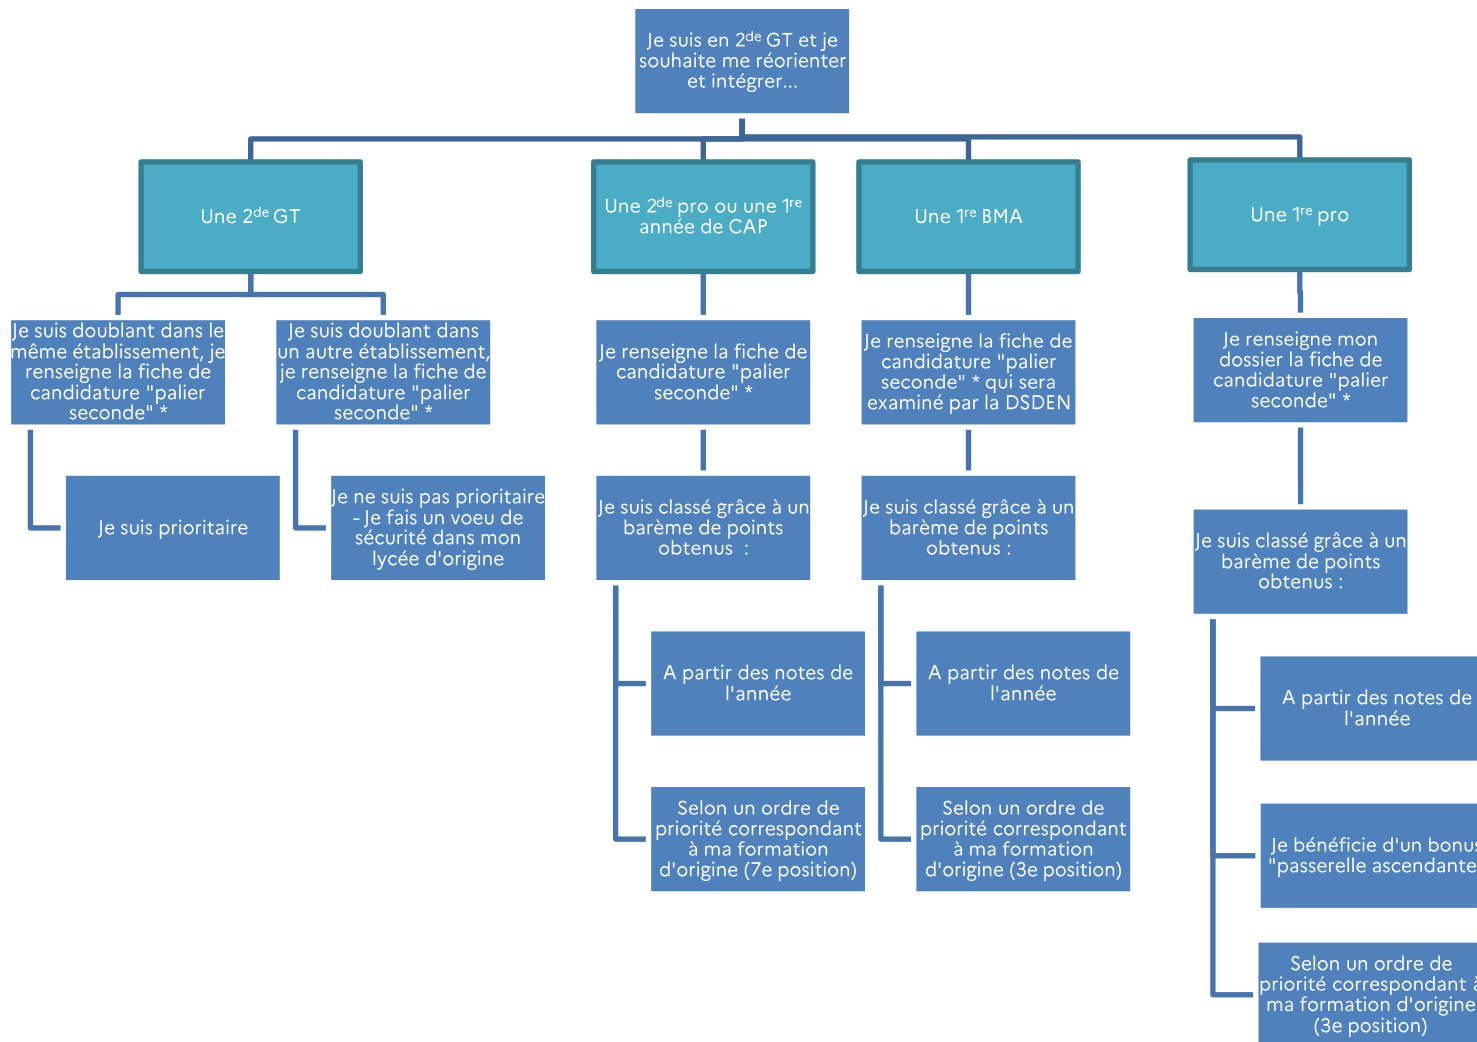 Je suis en 2de GT et je
souhaite me réorienter
et intégrer...
Une 2de GT
Une 2de pro ou une 1re
année de CAP
Une 1re BMA
Une 1re pro
Je suis doublant dans le
même établissement, je
renseigne la fiche de
candidature "palier
seconde" *
Je suis doublant dans
un autre établissement,
je renseigne la fiche de
candidature "palier
seconde" *
Je renseigne la fiche de
candidature "palier
seconde" *
Je renseigne la fiche de
candidature "palier
seconde" * qui sera
examiné par la DSDEN
Je renseigne mon
dossier la fiche de
candidature "palier
seconde" *
Je suis prioritaire
Je ne suis pas prioritaire
- Je fais un voeu de
sécurité dans mon
lycée d'origine
Je suis classé grâce à un
barème de points
obtenus :
Je suis classé grâce à un
barème de points
obtenus :
Je suis classé grâce à un
barème de points
obtenus :
A partir des notes de
l'année
A partir des notes de
l'année
A partir des notes de
l'année
Selon un ordre de
priorité correspondant
à ma formation
d'origine (7e position)
Selon un ordre de
priorité correspondant
à ma formation
d'origine (3e position)
Je bénéficie d'un bonus
"passerelle ascendante
Selon un ordre de
priorité correspondant à
ma formation d'origine
(3e position)